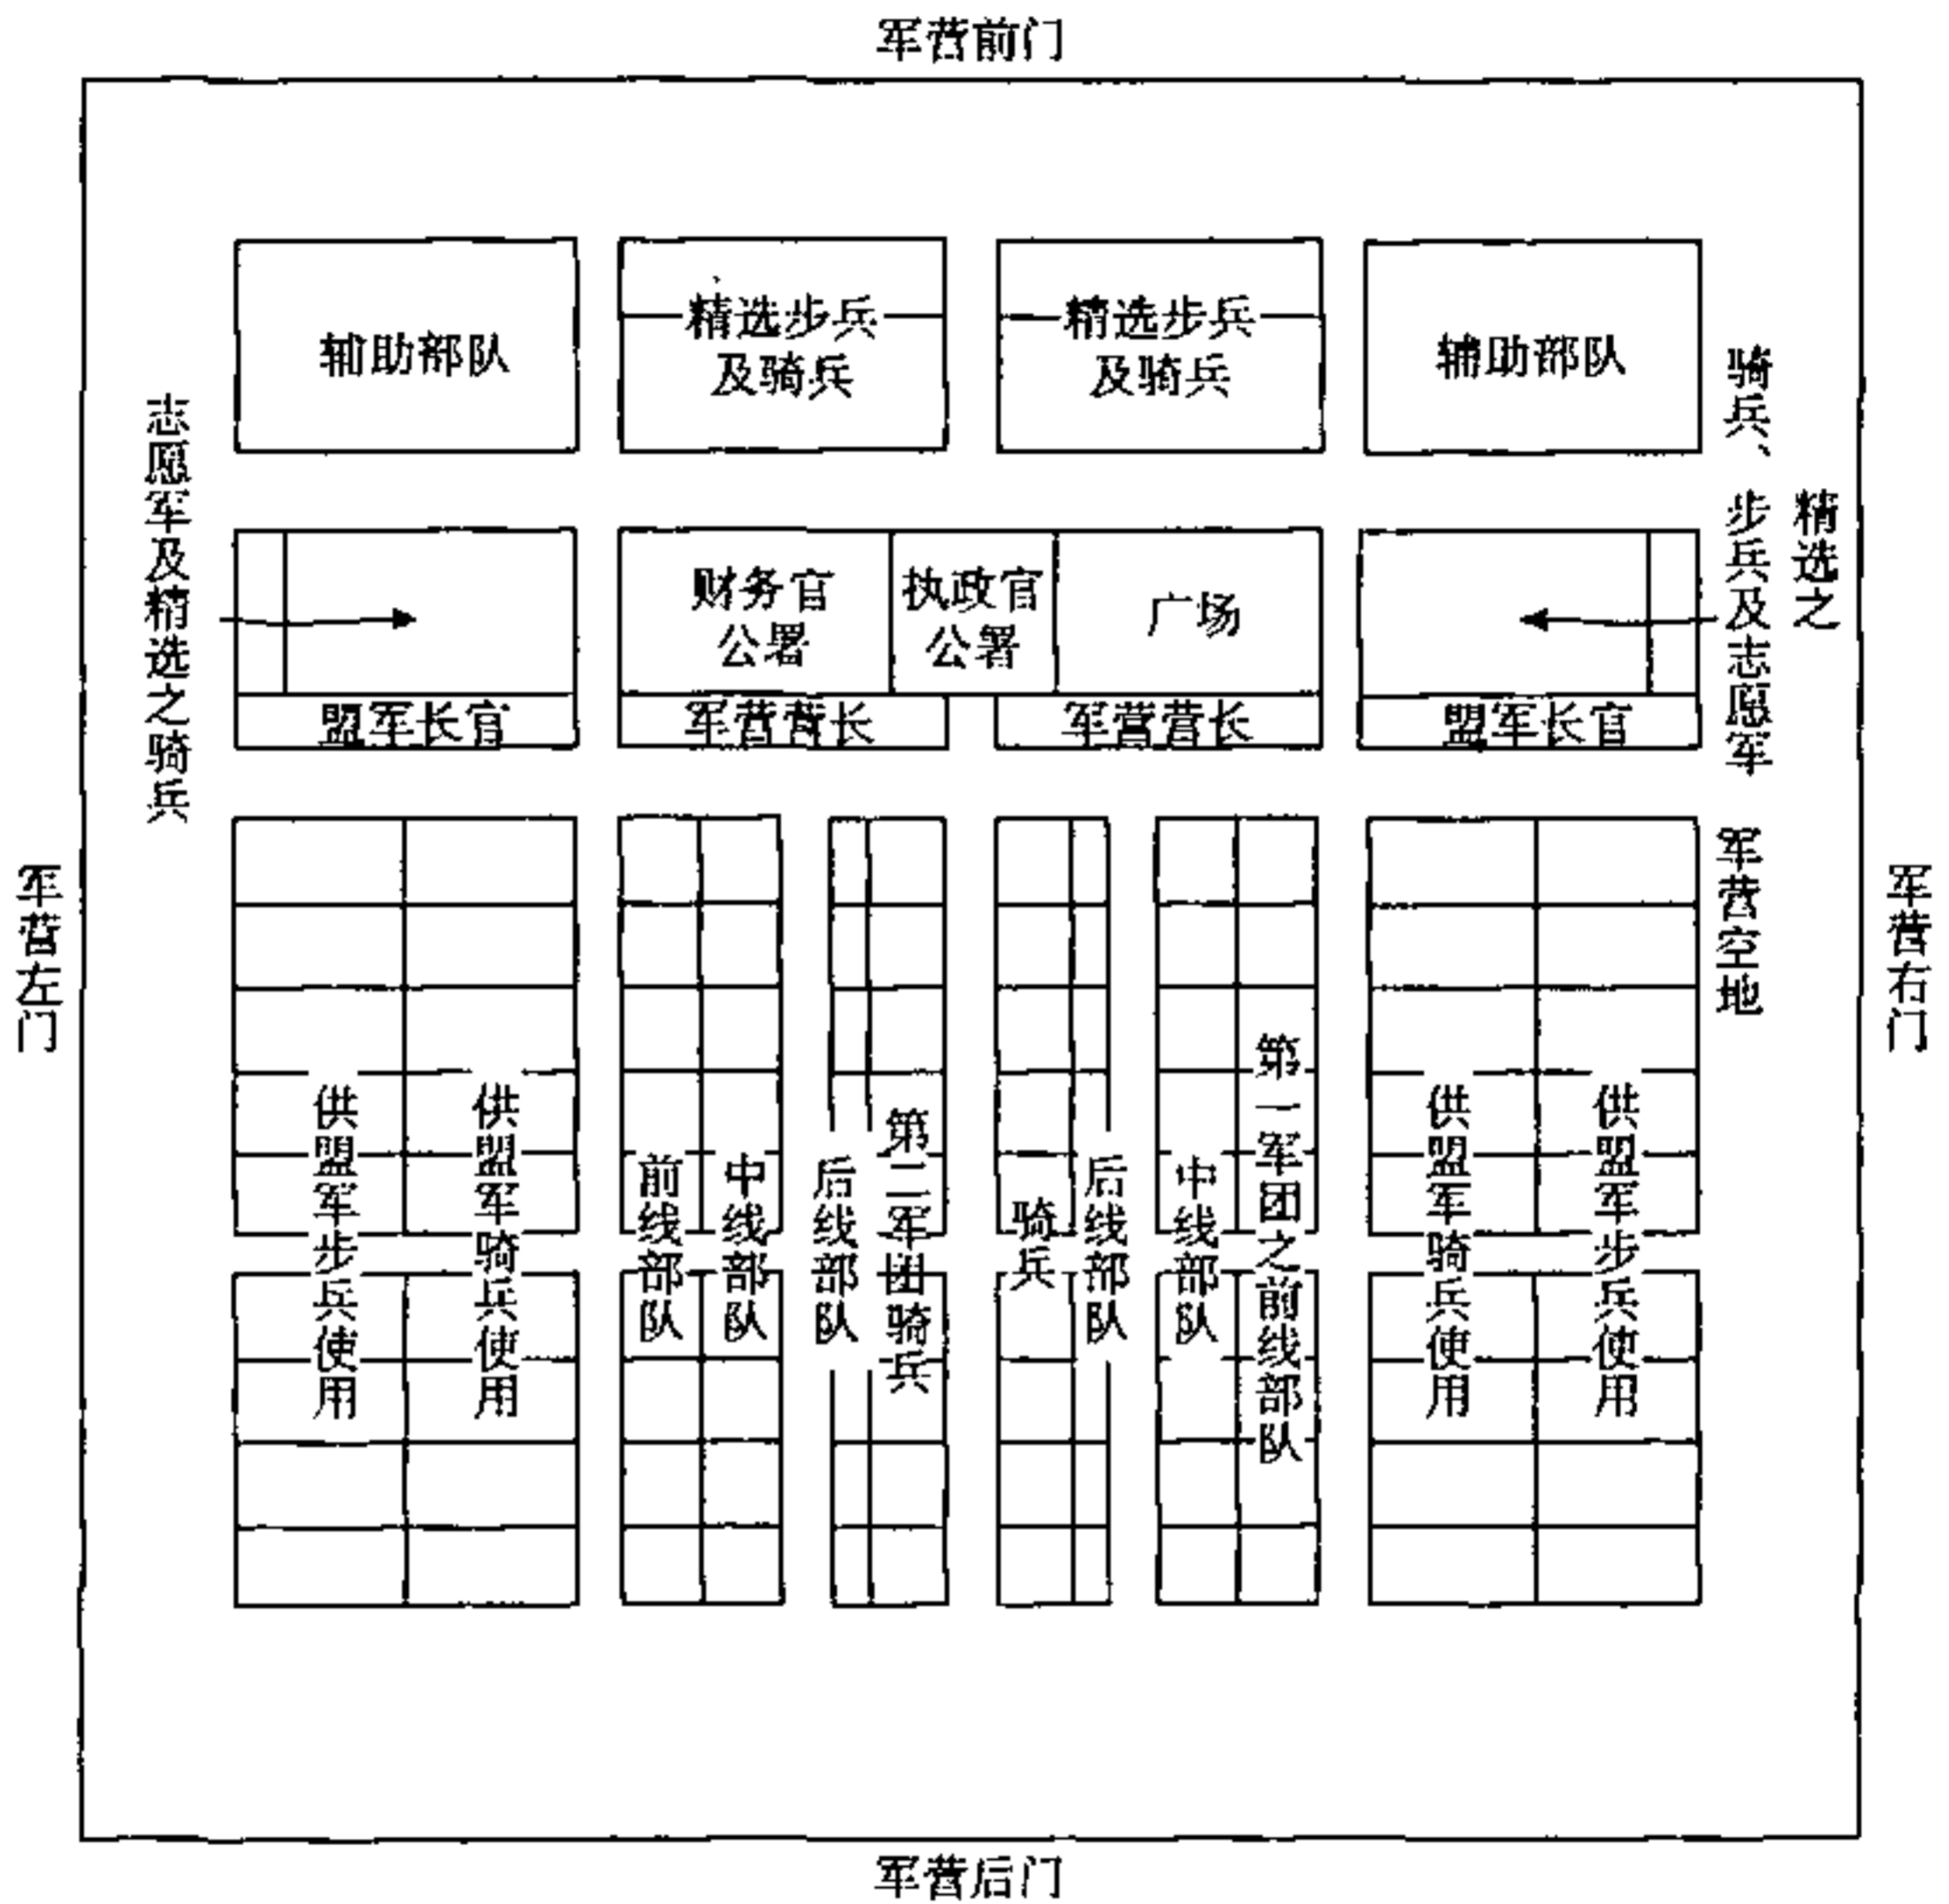 军营前门
辅助部队
精选步兵
及骑兵
精选步兵
及骑兵
辅助部队
志愿军及精选之骑兵
精选之
骑兵、步兵及志愿军
财务官
公署
执政官
公署
广场
盟军长官
军营营长
军营营长
盟军长官
军营左门
军营空地
军营右门
供盟军步兵使用
供盟军骑兵使用
前线部队
中线部队
后线部队
第二军团骑兵
骑兵
后线部队
中线部队
第一军团之前线部队
供盟军骑兵使用
供盟军步兵使用
军营后门